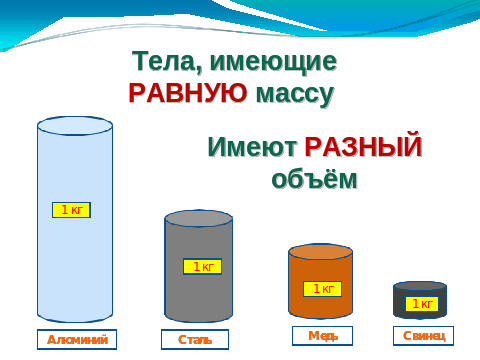 Тела, имеющие
РАВНУЮ массу
Имеют РАЗНЫЙ
объём
1 кг
1 кг
1 кг
1 кг
Алюминий
Сталь
Медь
Свинец